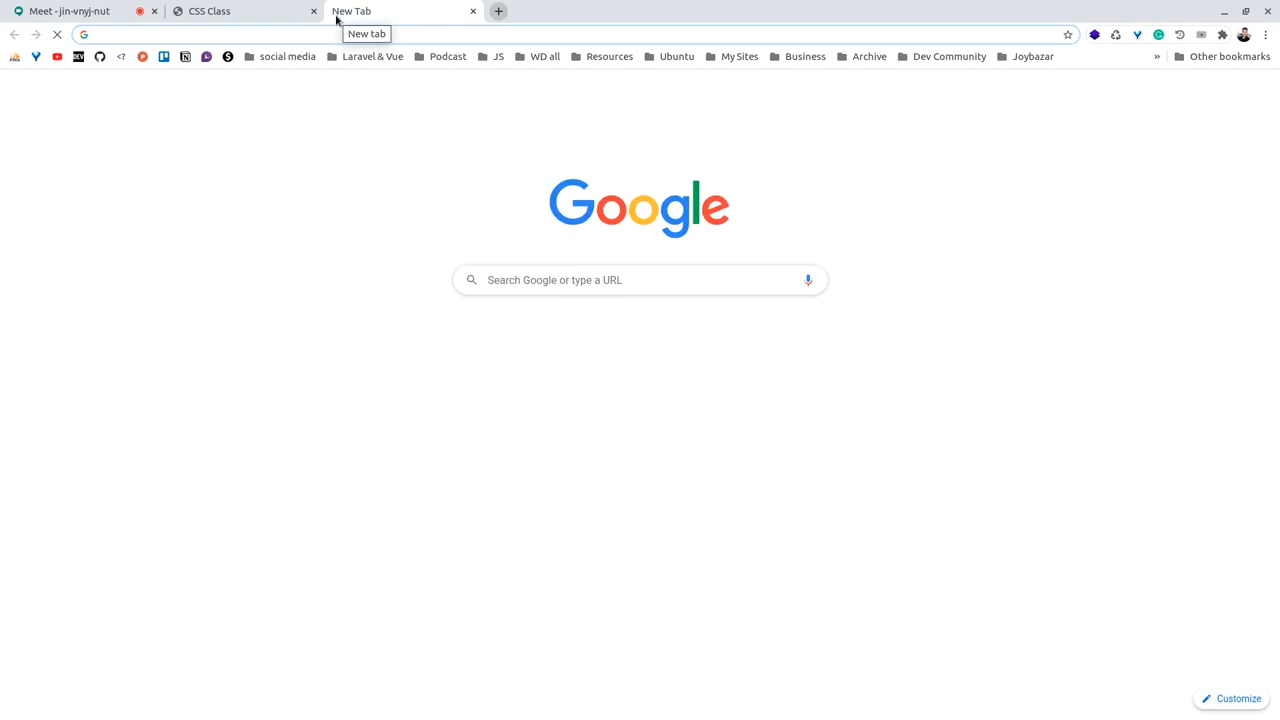 Meet - jin-vnyj-nut CSS Class New Tab
New tab
DEV social media Laravel & Vue Podcast JS WD all Resources Ubuntu My Sites Business Archive Dev Community Joybazar » Other bookmarks
Google
Search Google or type a URL
Customize